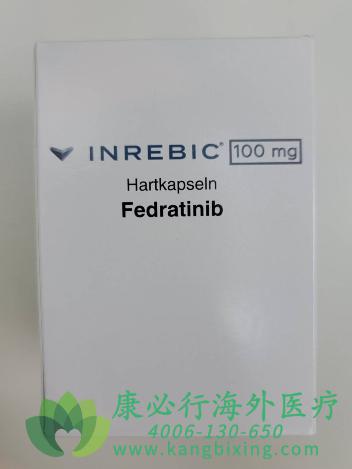 INREBIC® 100 mg
Hartkapseln
Fedratinib
康必行海外医疗
4006-130-650
www.kangbixing.com